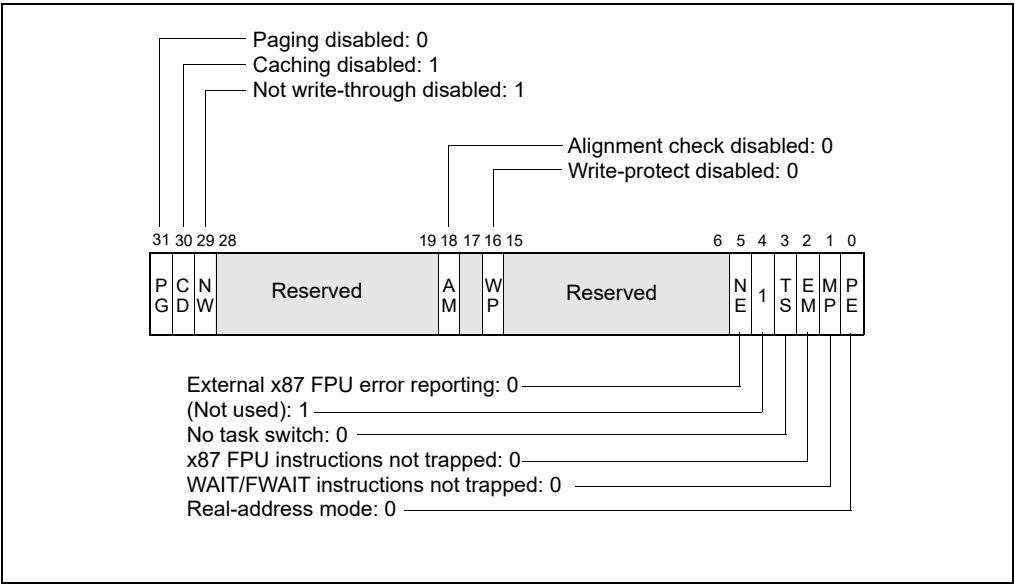 Paging disabled: 0
Caching disabled: 1
Not write-through disabled: 1
Alignment check disabled: 0
Write-protect disabled: 0
31 30 29 28 19 18 17 16 15 6 5 4 3 2 1 0
P C N A W N T E M P
Reserved Reserved 1
G D W M P E S M P E
External x87 FPU error reporting: 0
(Not used): 1
No task switch: 0
x87 FPU instructions not trapped: 0
WAIT/FWAIT instructions not trapped: 0
Real-address mode: 0